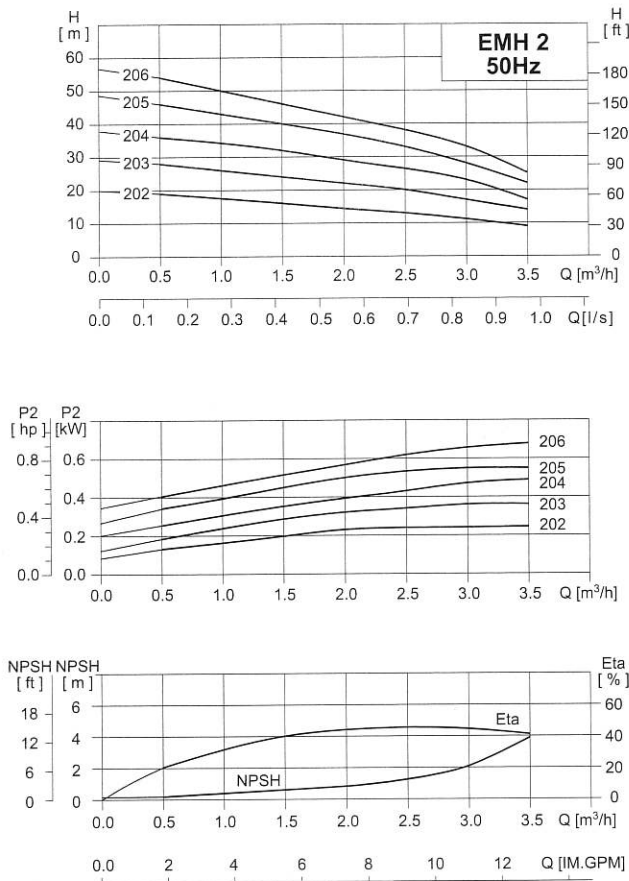 H H
[ m ] [ ft ]
EMH 2
50Hz
60 206 180
50 205 150
40 204 120
30 203 90
20 202 60
10 30
0 0
0.0 0.5 1.0 1.5 2.0 2.5 3.0 3.5 Q [m³/h]
0.0 0.1 0.2 0.3 0.4 0.5 0.6 0.7 0.8 0.9 1.0 Q[l/s]
P2 P2
[ hp ] [kW]
0.8 0.6 206
205
204
0.4 0.4 203
0.2 202
0.0 0.0
0.0 0.5 1.0 1.5 2.0 2.5 3.0 3.5 Q [m³/h]
NPSH NPSH Eta
[ ft ] [ m ] [ % ]
18 6 60
12 4 Eta 40
6 2 NPSH 20
0 0 0
0.0 0.5 1.0 1.5 2.0 2.5 3.0 3.5 Q [m³/h]
0.0 2 4 6 8 10 12 Q [IM.GPM]